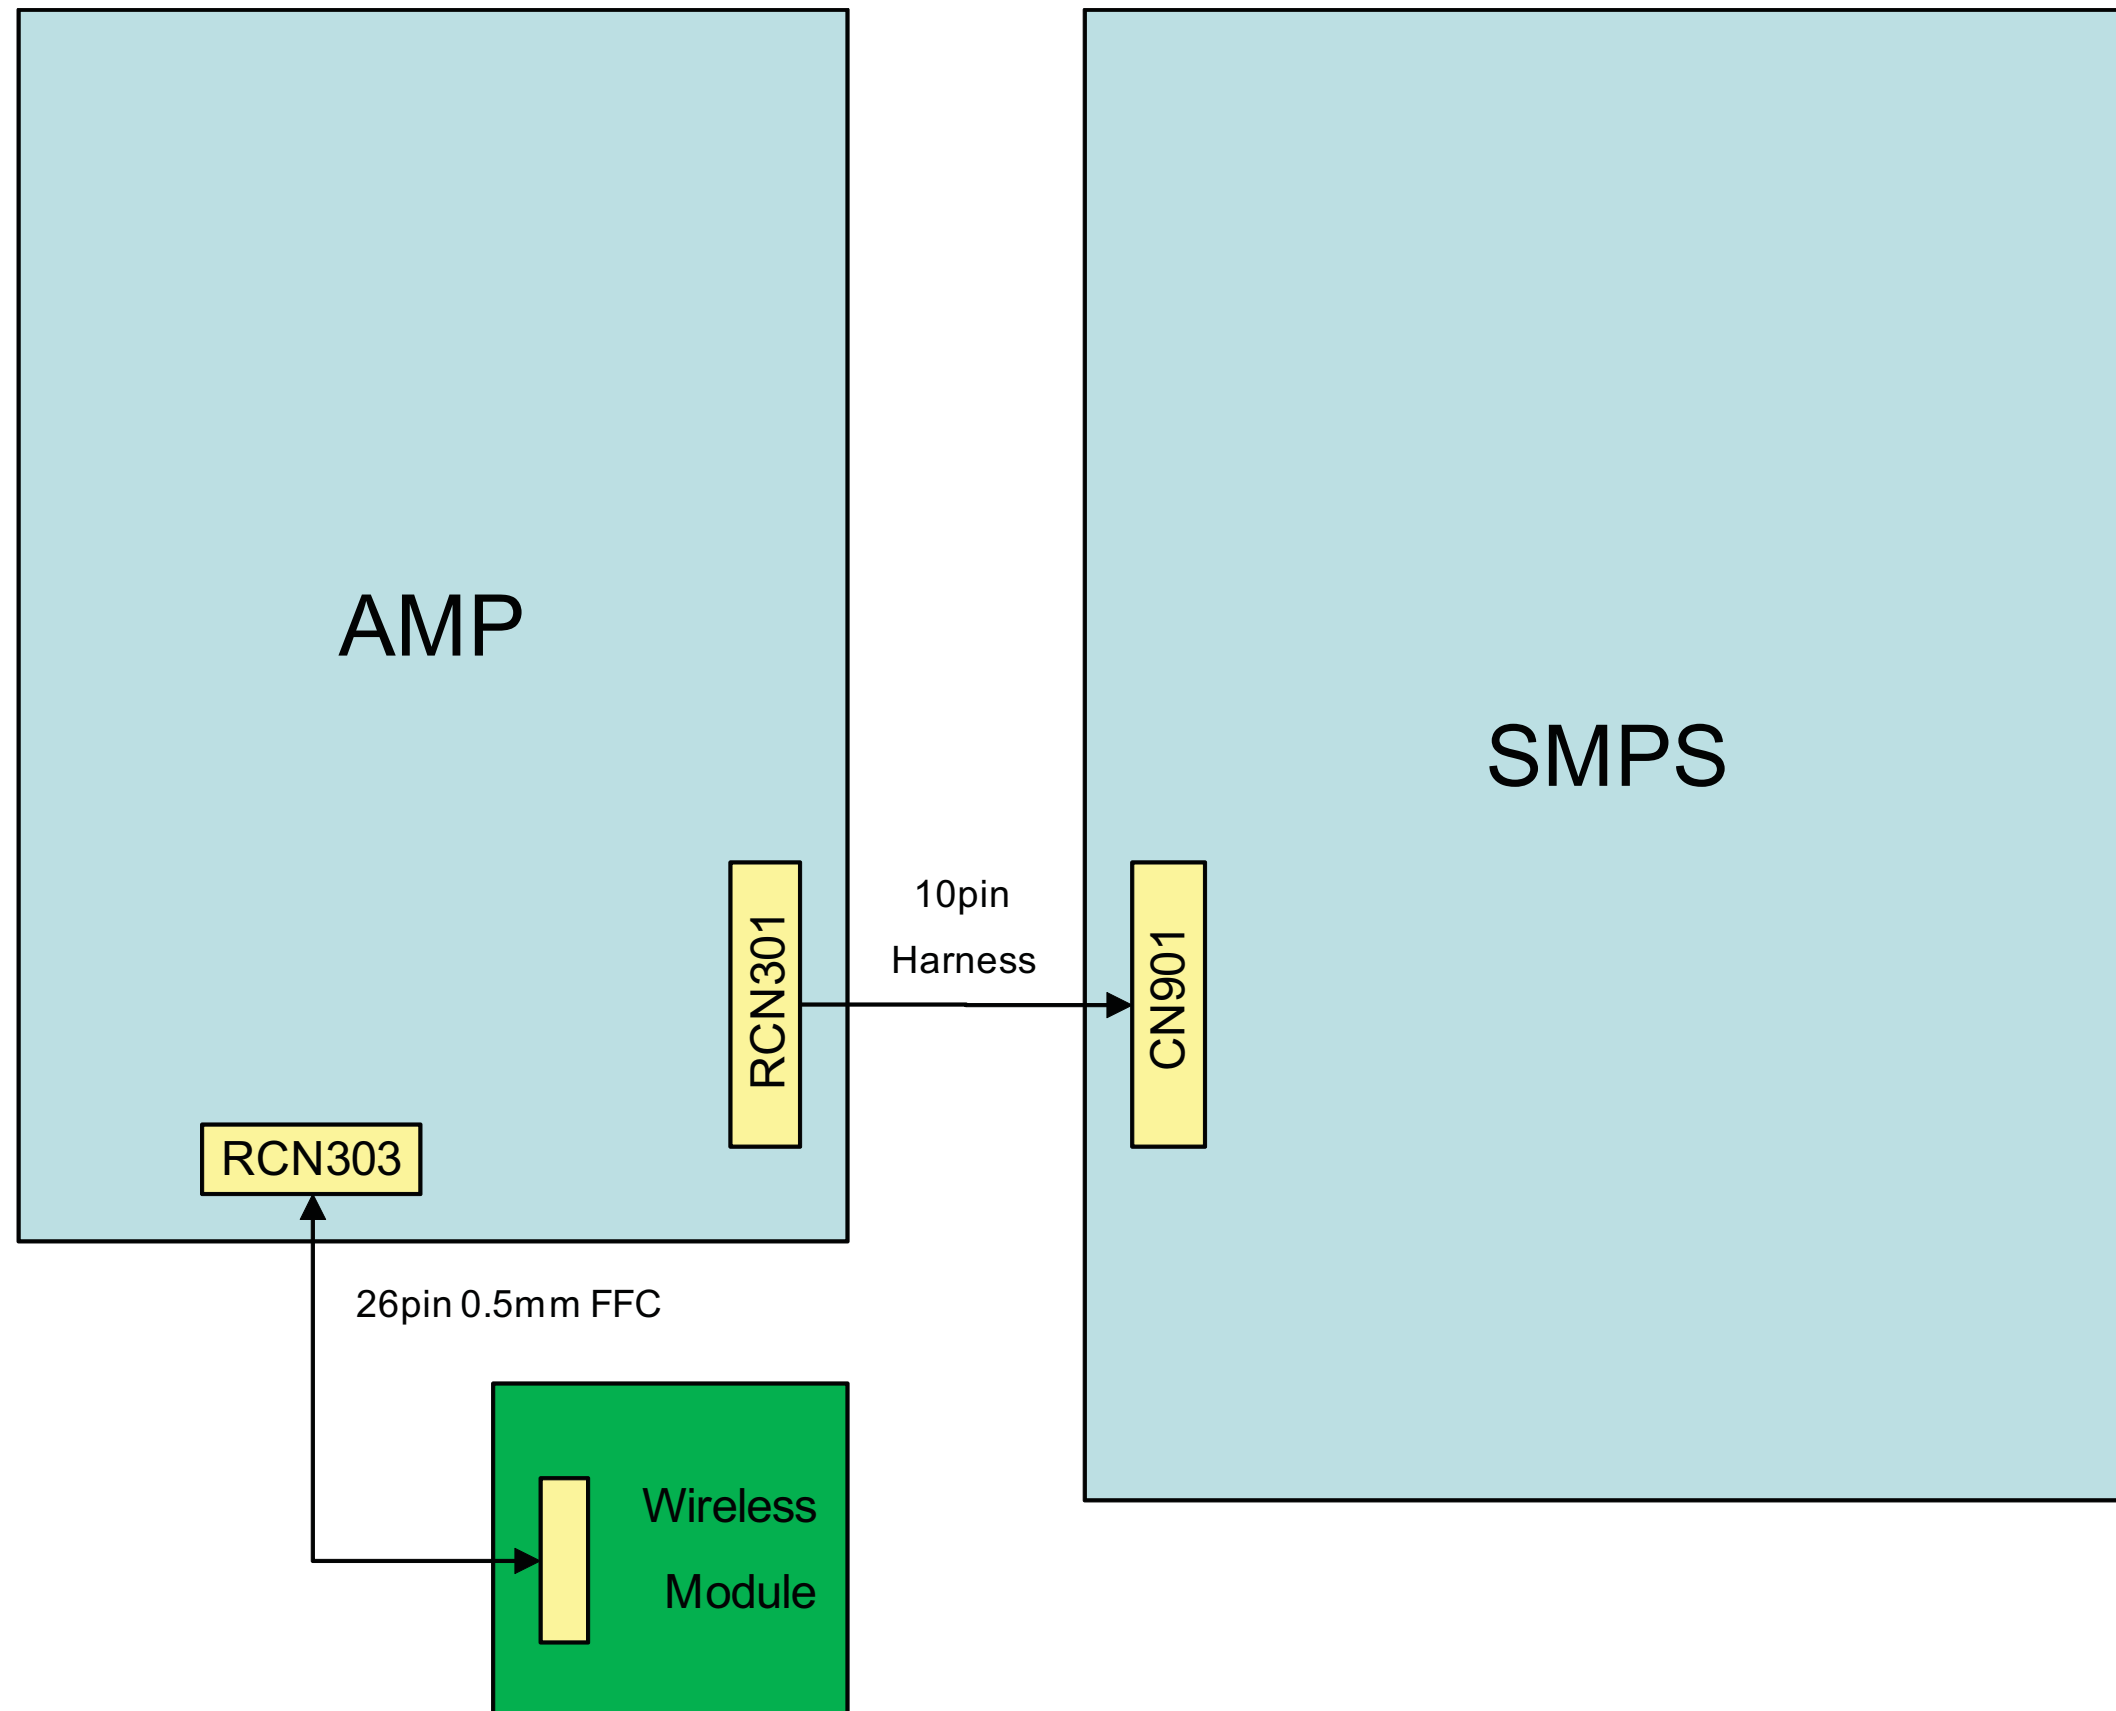 AMP
SMPS
10pin
Harness
RCN301
CN901
RCN303
26pin 0.5mm FFC
Wireless
Module